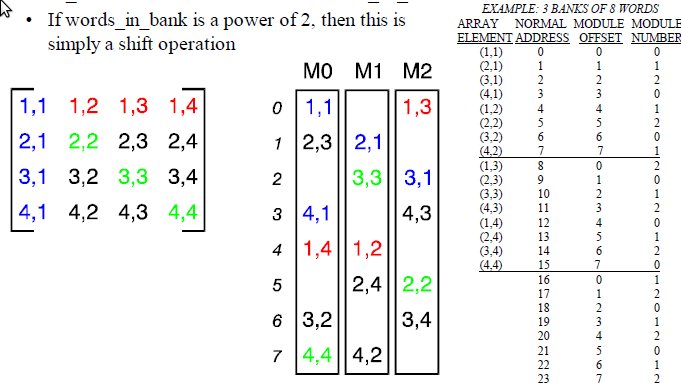 • If words_in_bank is a power of 2, then this is
simply a shift operation
1,1 1,2 1,3 1,4
2,1 2,2 2,3 2,4
3,1 3,2 3,3 3,4
4,1 4,2 4,3 4,4
M0 M1 M2
0 1,1 1,3
1 2,3 2,1
2 3,3 3,1
3 4,1 4,3
4 1,4 1,2
5 2,4 2,2
6 3,2 3,4
7 4,4 4,2
EXAMPLE: 3 BANKS OF 8 WORDS
ARRAY NORMAL MODULE MODULE
ELEMENT ADDRESS OFFSET NUMBER
(1,1) 0 0 0
(2,1) 1 1 1
(3,1) 2 2 2
(4,1) 3 3 0
(1,2) 4 4 1
(2,2) 5 5 2
(3,2) 6 6 0
(4,2) 7 7 1
(1,3) 8 0 2
(2,3) 9 1 0
(3,3) 10 2 1
(4,3) 11 3 2
(1,4) 12 4 0
(2,4) 13 5 1
(3,4) 14 6 2
(4,4) 15 7 0
16 0 1
17 1 2
18 2 0
19 3 1
20 4 2
21 5 0
22 6 1
23 7 2